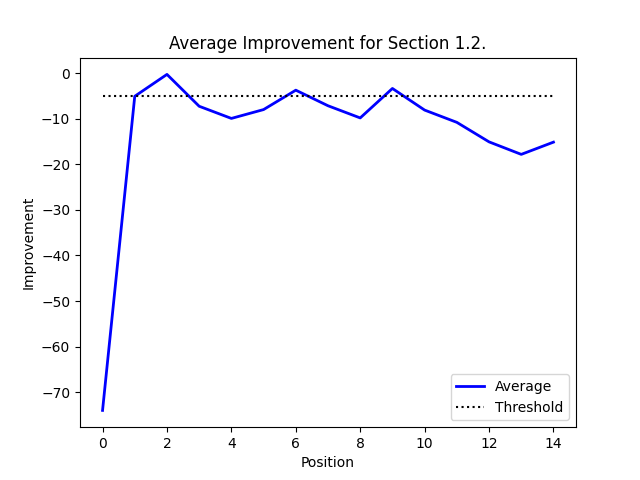 Average Improvement for Section 1.2.
0
−10
−20
−30
−40
−50
−60
−70
Improvement
0 2 4 6 8 10 12 14
Position
Average
Threshold